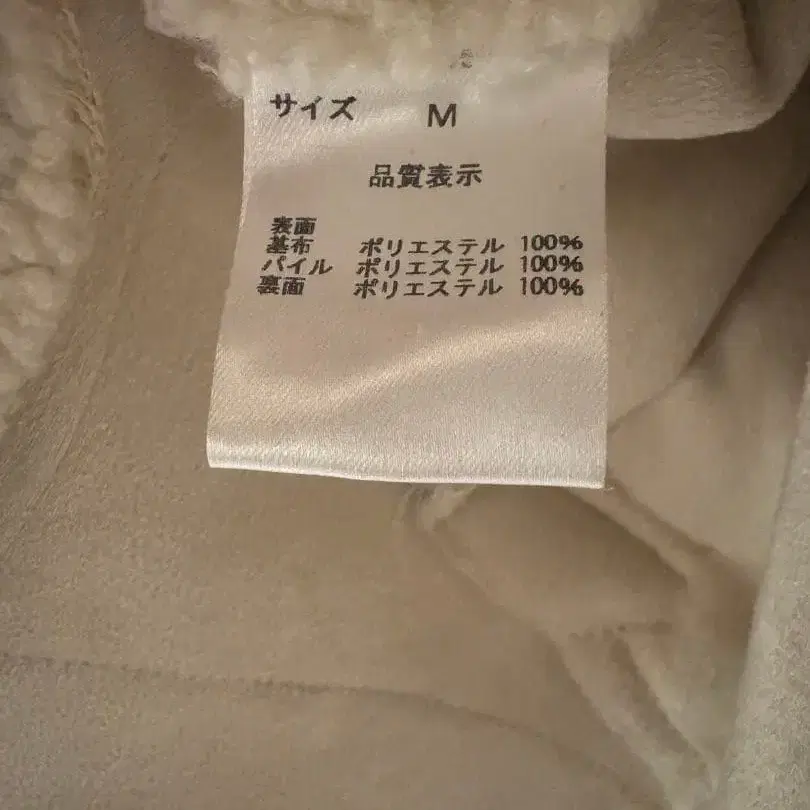 サイズ M
品質表示
表面
基布 ポリエステル 100%
パイル ポリエステル 100%
裏面 ポリエステル 100%